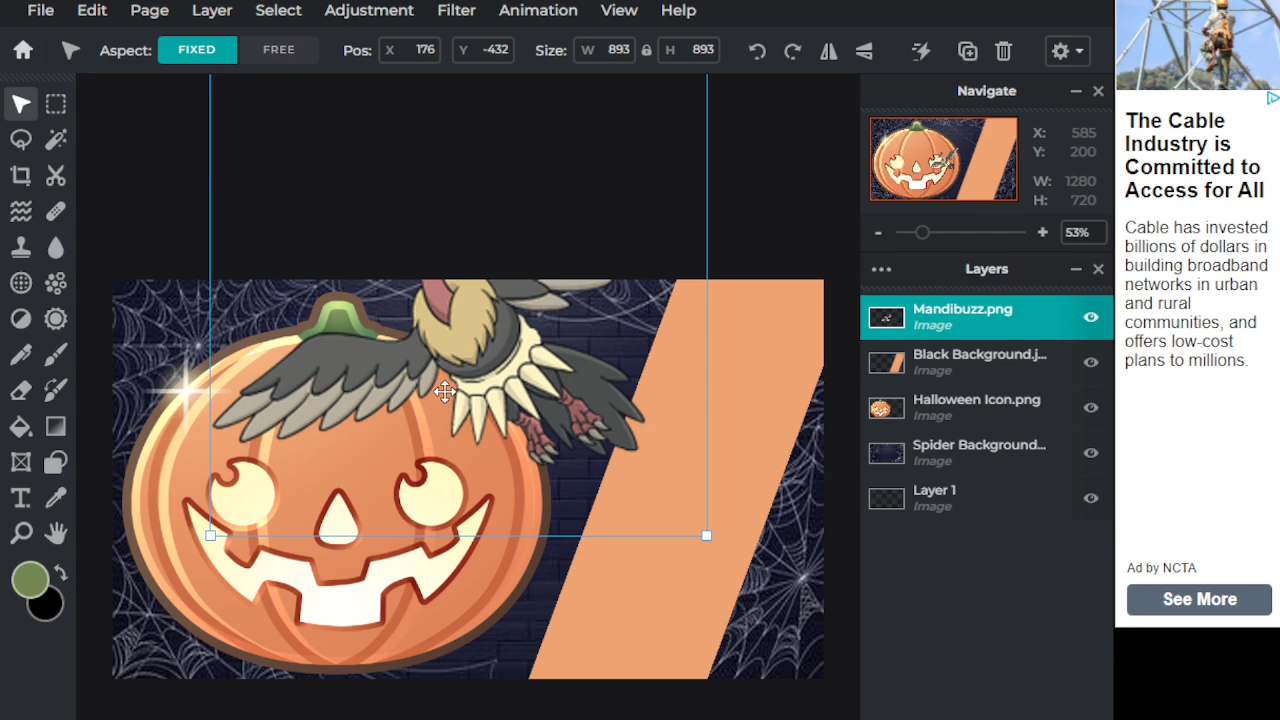 File Edit Page Layer Select Adjustment Filter Animation View Help
Aspect: FIXED FREE Pos: X 176 Y -432 Size: W 893 H 893
Navigate
X: 585
Y: 200
W: 1280
H: 720
- + 53%
Layers
Mandibuzz.png
Image
Black Background.j...
Image
Halloween Icon.png
Image
Spider Background...
Image
Layer 1
Image
The Cable
Industry is
Committed to
Access for All
Cable has invested
billions of dollars in
building broadband
networks in urban
and rural
communities, and
offers low-cost
plans to millions.
Ad by NCTA
See More